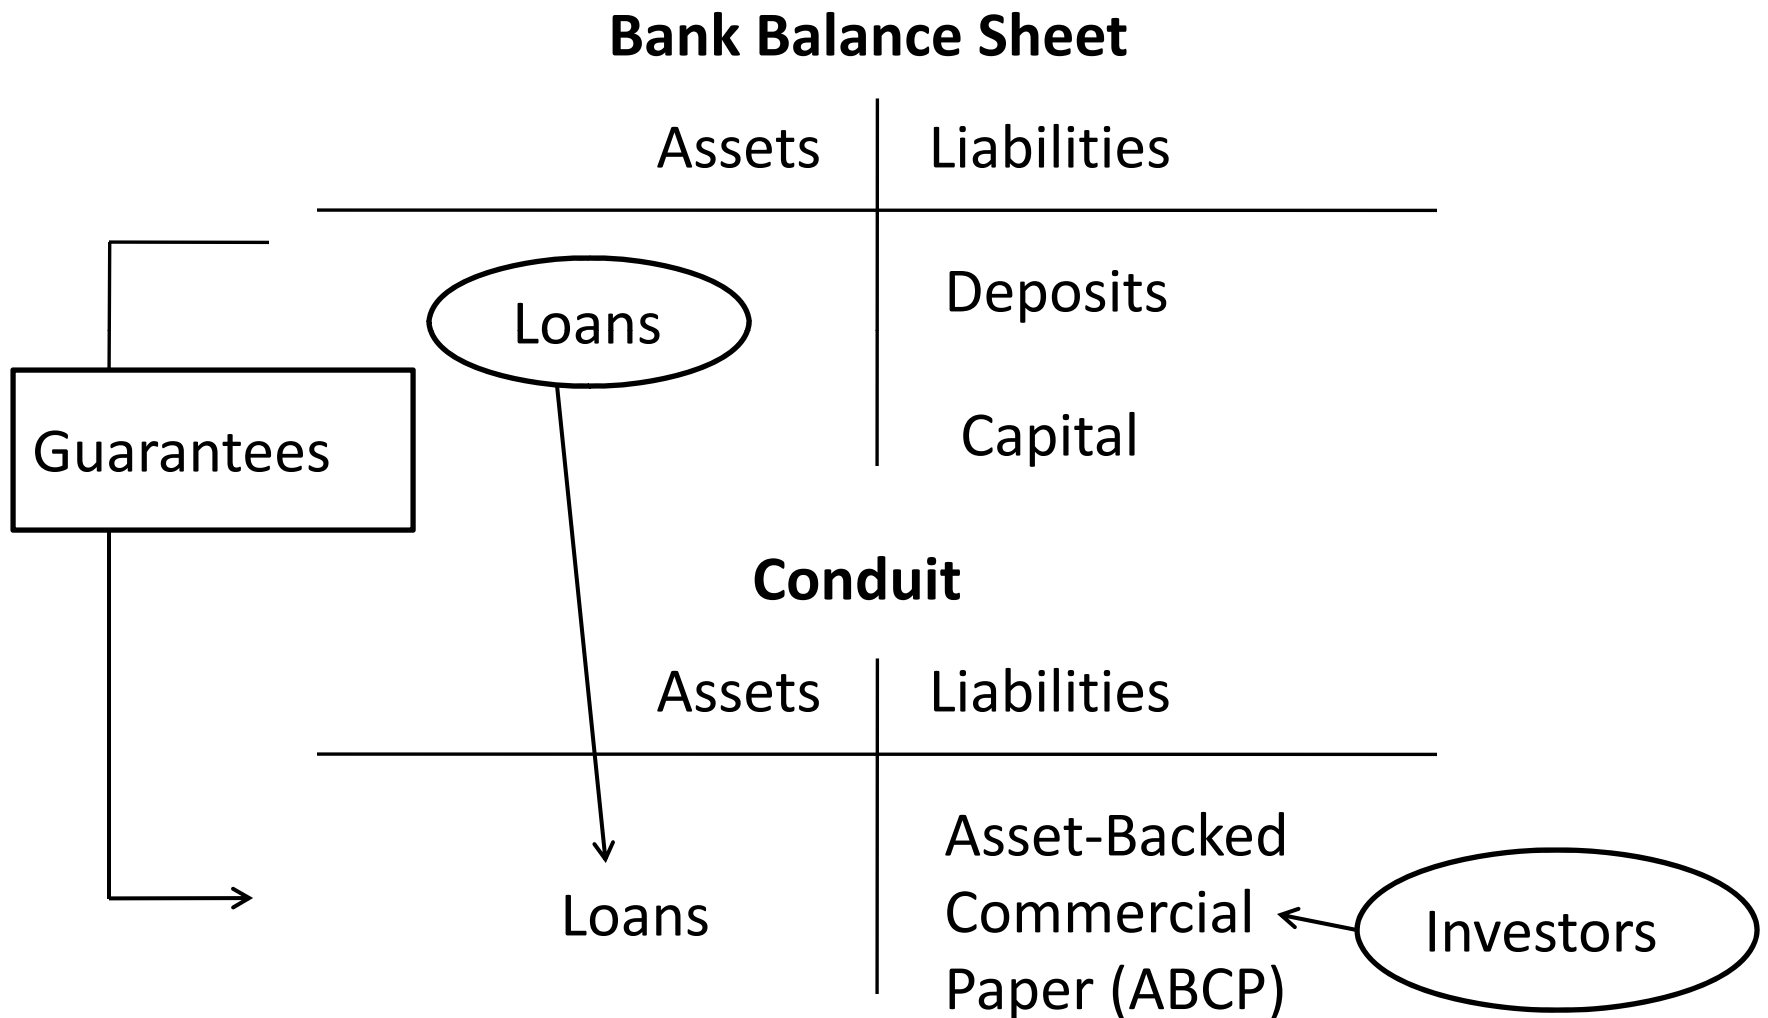 Bank Balance Sheet
Assets
Liabilities
Loans
Deposits
Guarantees
Capital
Conduit
Assets
Liabilities
Loans
Asset-Backed
Commercial
Paper (ABCP)
Investors